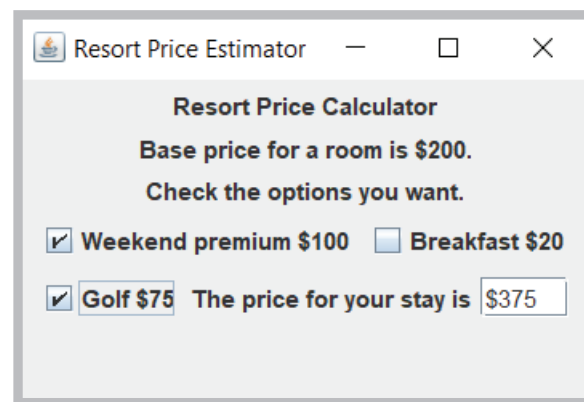 Resort Price Estimator
Resort Price Calculator
Base price for a room is $200.
Check the options you want.
Weekend premium $100 Breakfast $20
Golf $75 The price for your stay is $375